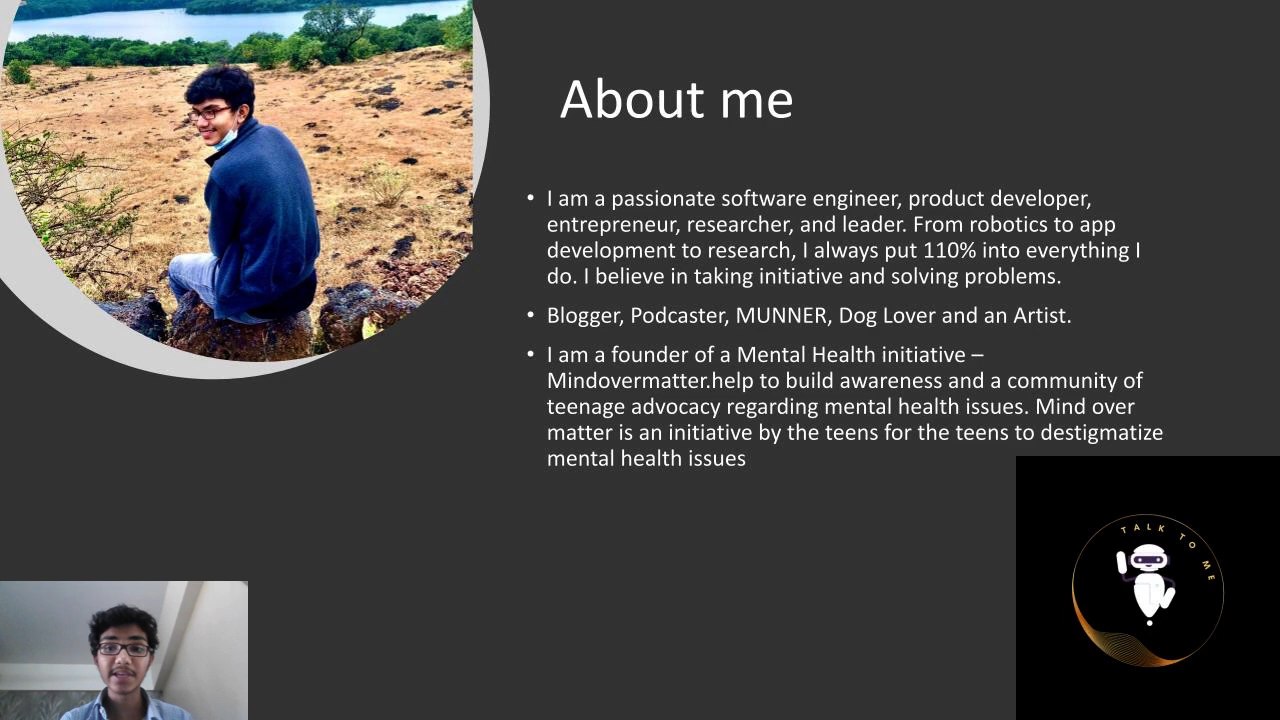 About me
• I am a passionate software engineer, product developer,
entrepreneur, researcher, and leader. From robotics to app
development to research, I always put 110% into everything I
do. I believe in taking initiative and solving problems.
• Blogger, Podcaster, MUNNER, Dog Lover and an Artist.
• I am a founder of a Mental Health initiative –
Mindovermatter.help to build awareness and a community of
teenage advocacy regarding mental health issues. Mind over
matter is an initiative by the teens for the teens to destigmatize
mental health issues
TALK TO ME